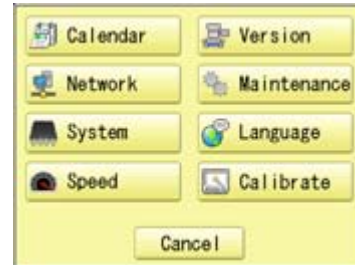 Calendar Version
Network Maintenance
System Language
Speed Calibrate
Cancel